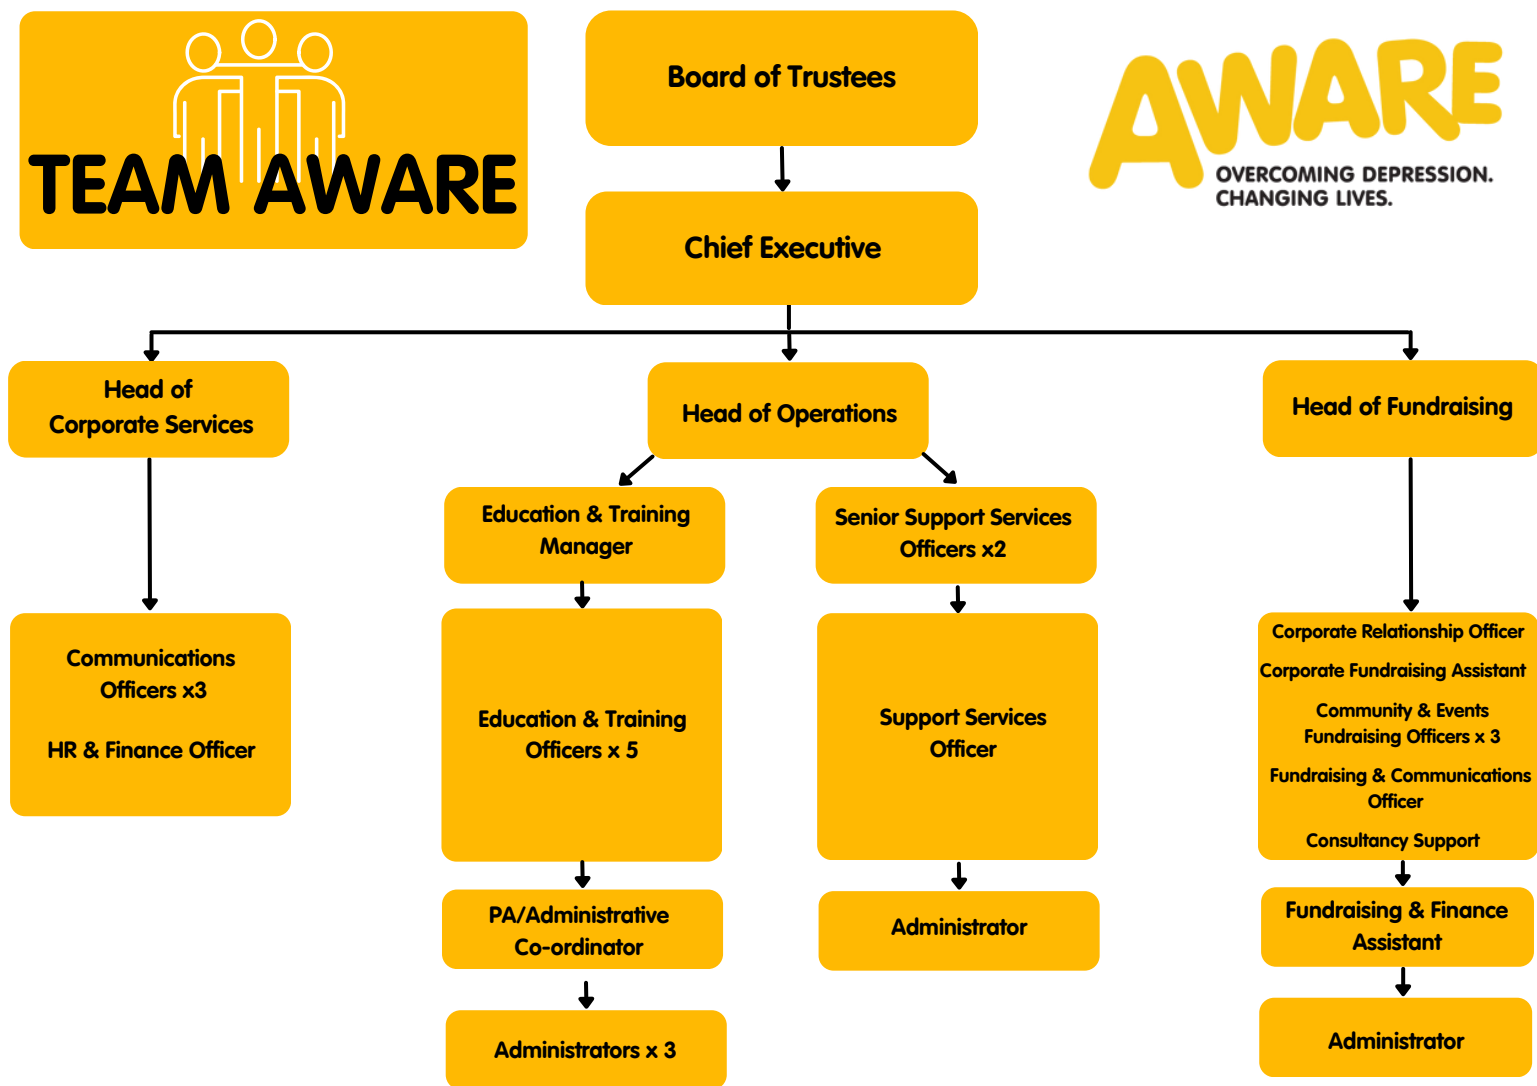 TEAM AWARE
Board of Trustees
AWARE
OVERCOMING DEPRESSION.
CHANGING LIVES.
Chief Executive
Head of
Corporate Services
Head of Operations
Head of Fundraising
Education & Training
Manager
Senior Support Services
Officers x2
Communications
Officers x3
HR & Finance Officer
Education & Training
Officers x 5
Support Services
Officer
Corporate Relationship Officer
Corporate Fundraising Assistant
Community & Events
Fundraising Officers x 3
Fundraising & Communications
Officer
Consultancy Support
PA/Administrative
Co-ordinator
Administrator
Fundraising & Finance
Assistant
Administrators x 3
Administrator